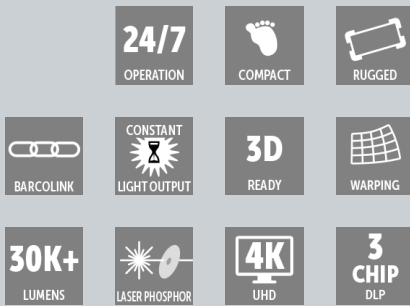 24/7
OPERATION
COMPACT
RUGGED
BARCOLINK
CONSTANT
LIGHT OUTPUT
3D
READY
WARPING
30K+
LUMENS
LASER PHOSPHOR
4K
UHD
3
CHIP
DLP